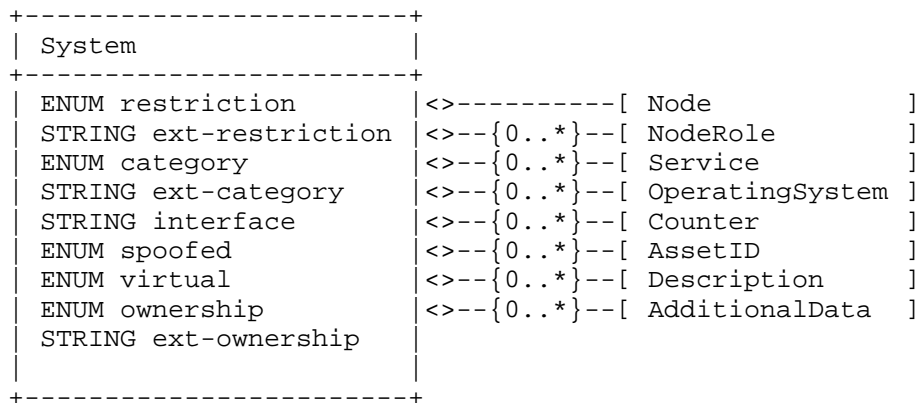 +------------------------+
| System                 |
+------------------------+
| ENUM restriction       |<>----------[ Node            ]
| STRING ext-restriction |<>--{0..*}--[ NodeRole        ]
| ENUM category          |<>--{0..*}--[ Service         ]
| STRING ext-category    |<>--{0..*}--[ OperatingSystem ]
| STRING interface       |<>--{0..*}--[ Counter         ]
| ENUM spoofed           |<>--{0..*}--[ AssetID         ]
| ENUM virtual           |<>--{0..*}--[ Description     ]
| ENUM ownership         |<>--{0..*}--[ AdditionalData  ]
| STRING ext-ownership   |
|                        |
+------------------------+